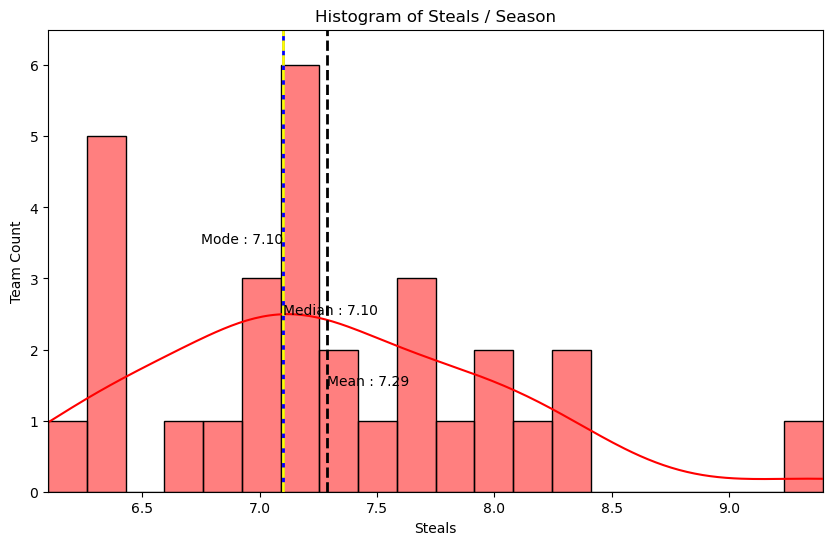 Histogram of Steals / Season
Team Count
6
5
4
3
2
1
0
Mode : 7.10
Median : 7.10
Mean : 7.29
6.5 7.0 7.5 8.0 8.5 9.0
Steals